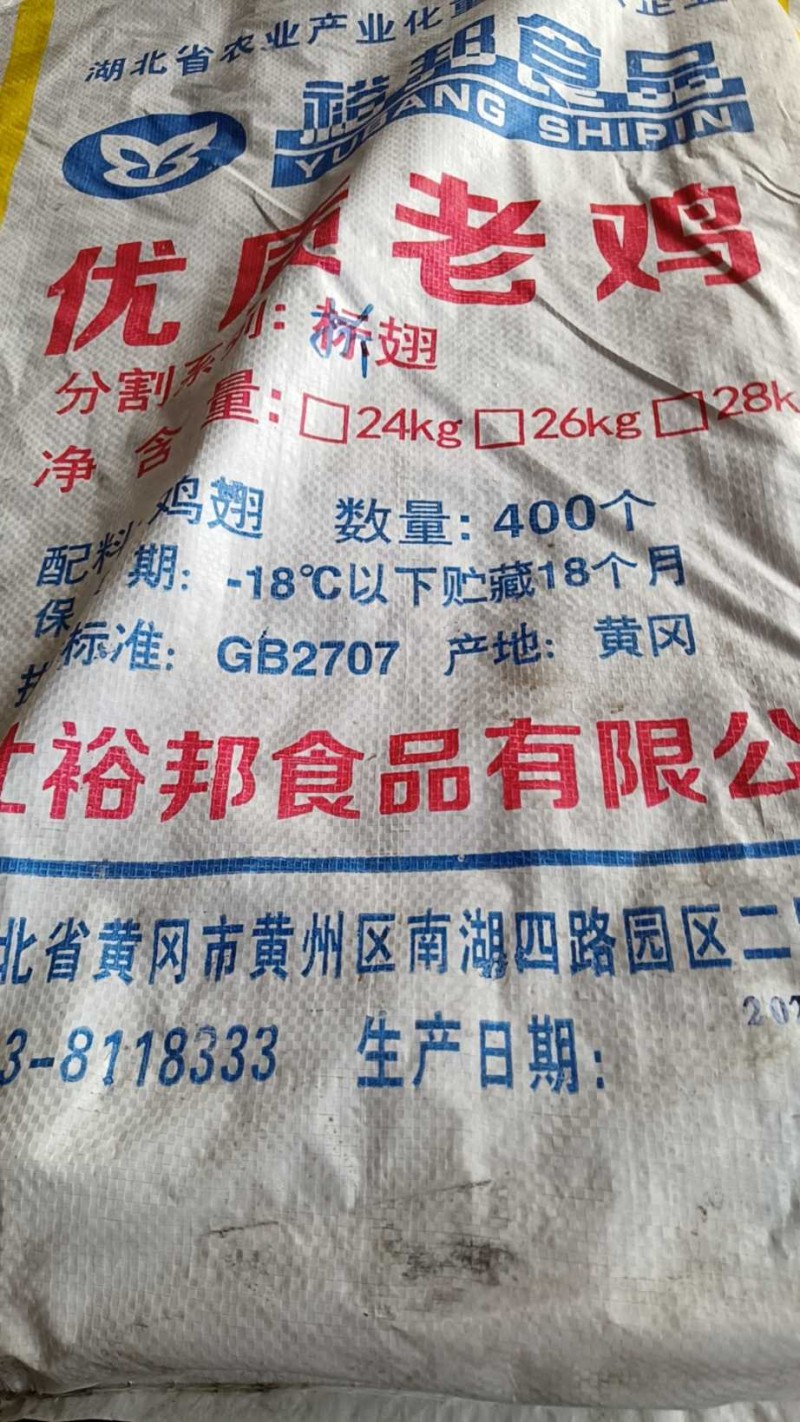 湖北省农业产业化重 企业
裕邦食品
YUBANG SHIPIN
优质老鸡
分割系列:标翅
净含量:□24kg□26kg□28k
配料 鸡翅 数量:400个
保 期:-18℃以下贮藏18个月
标准:GB2707 产地:黄冈
裕邦食品有限公
北省黄冈市黄州区南湖四路园区二
3-8118333 生产日期:
202